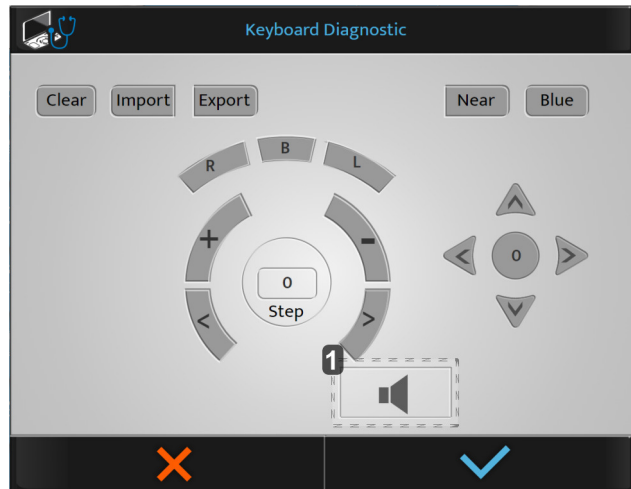 Keyboard Diagnostic
Clear Import Export Near Blue
R B L
+ -
0
Step
< >
0
1